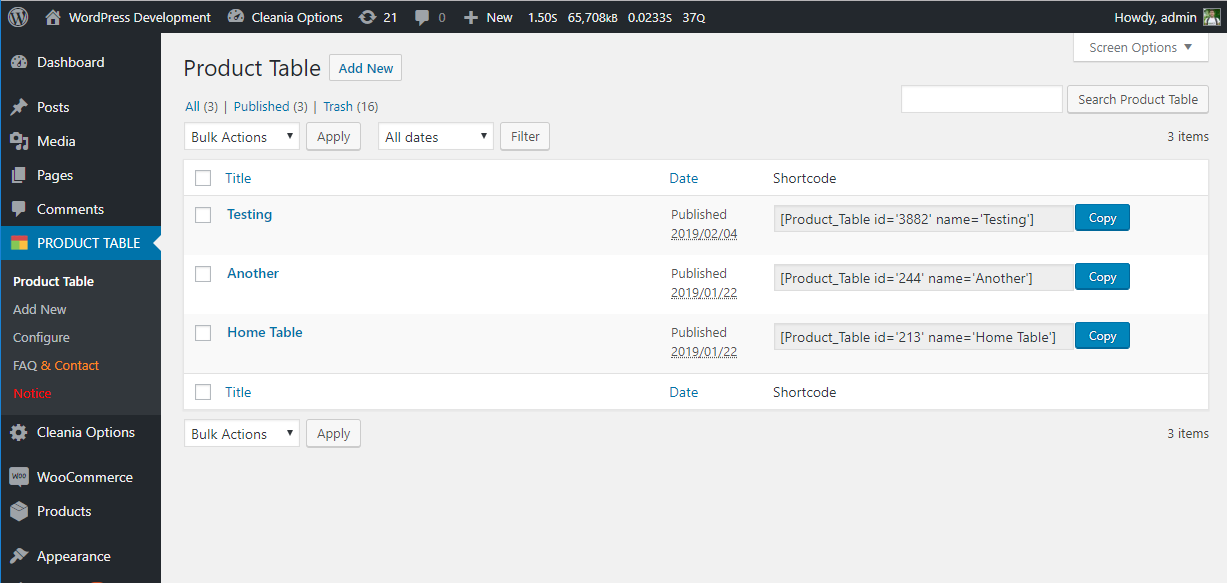 WordPress Development Cleania Options 21 0 New 1.50S 65,708KB 0.0233S 37Q Howdy, admin
Screen Options
Dashboard
Posts
Media
Pages
Comments
PRODUCT TABLE
Product Table
Add New
Configure
FAQ & Contact
Notice
Cleania Options
WOO WooCommerce
Products
Appearance
Product Table Add New
All (3) | Published (3) | Trash (16)
Search Product Table
Bulk Actions Apply All dates Filter 3 items
Title Date Shortcode
Testing Published [Product_Table id='3882' name='Testing'] Copy
2019/02/04
Another Published [Product_Table id='244' name='Another'] Copy
2019/01/22
Home Table Published [Product_Table id='213' name='Home Table'] Copy
2019/01/22
Title Date Shortcode
Bulk Actions Apply 3 items